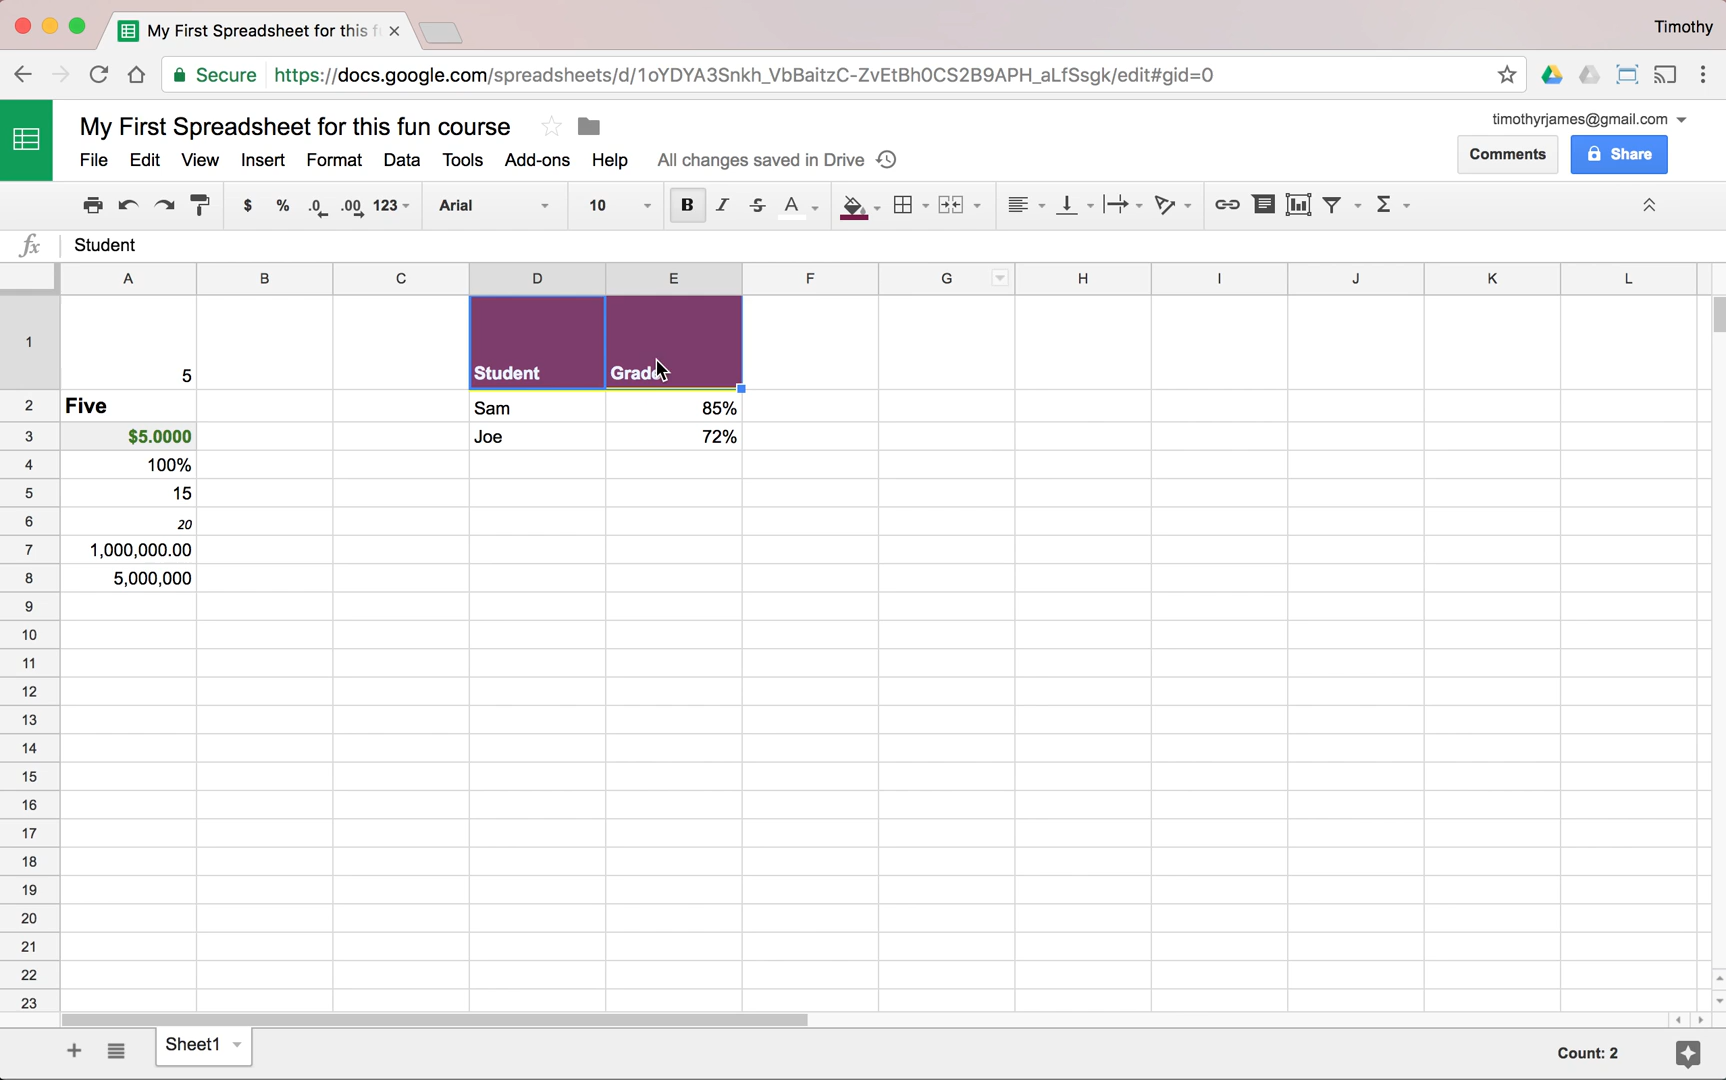 My First Spreadsheet for this f
Timothy
Secure https://docs.google.com/spreadsheets/d/1oYDYA3Snkh_VbBaitzC-ZvEtBh0CS2B9APH_aLfSsgk/edit#gid=0
My First Spreadsheet for this fun course
timothyrjames@gmail.com
File Edit View Insert Format Data Tools Add-ons Help All changes saved in Drive
Comments Share
$ % .0 .00 123 Arial 10 B I S A Σ
fx Student
A B C D E F G H I J K L
1 5 Student Grade
2 Five Sam 85%
3 $5.0000 Joe 72%
4 100%
5 15
6 20
7 1,000,000.00
8 5,000,000
9
10
11
12
13
14
15
16
17
18
19
20
21
22
23
Sheet1 Count: 2